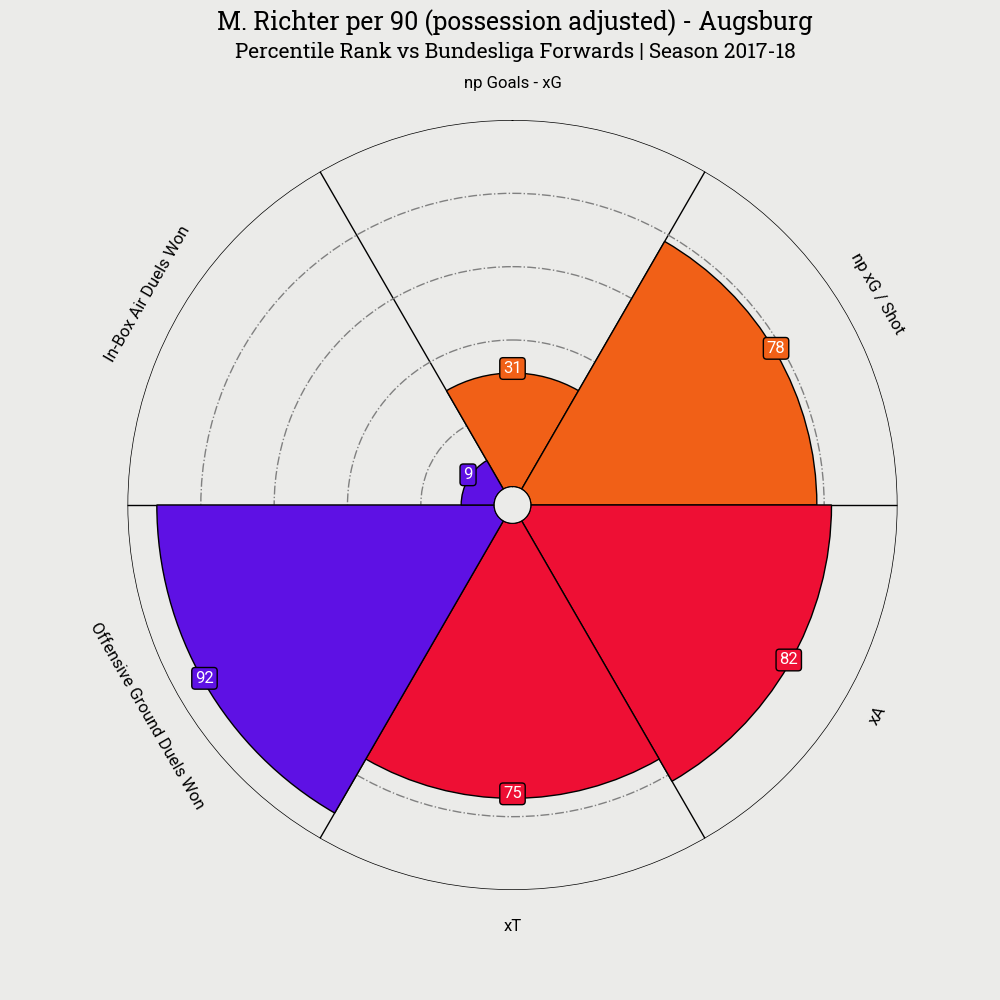 M. Richter per 90 (possession adjusted) - Augsburg
Percentile Rank vs Bundesliga Forwards | Season 2017-18
np Goals - xG
In-Box Air Duels Won
np xG / Shot
78
31
9
82
92
xA
Offensive Ground Duels Won
75
xT